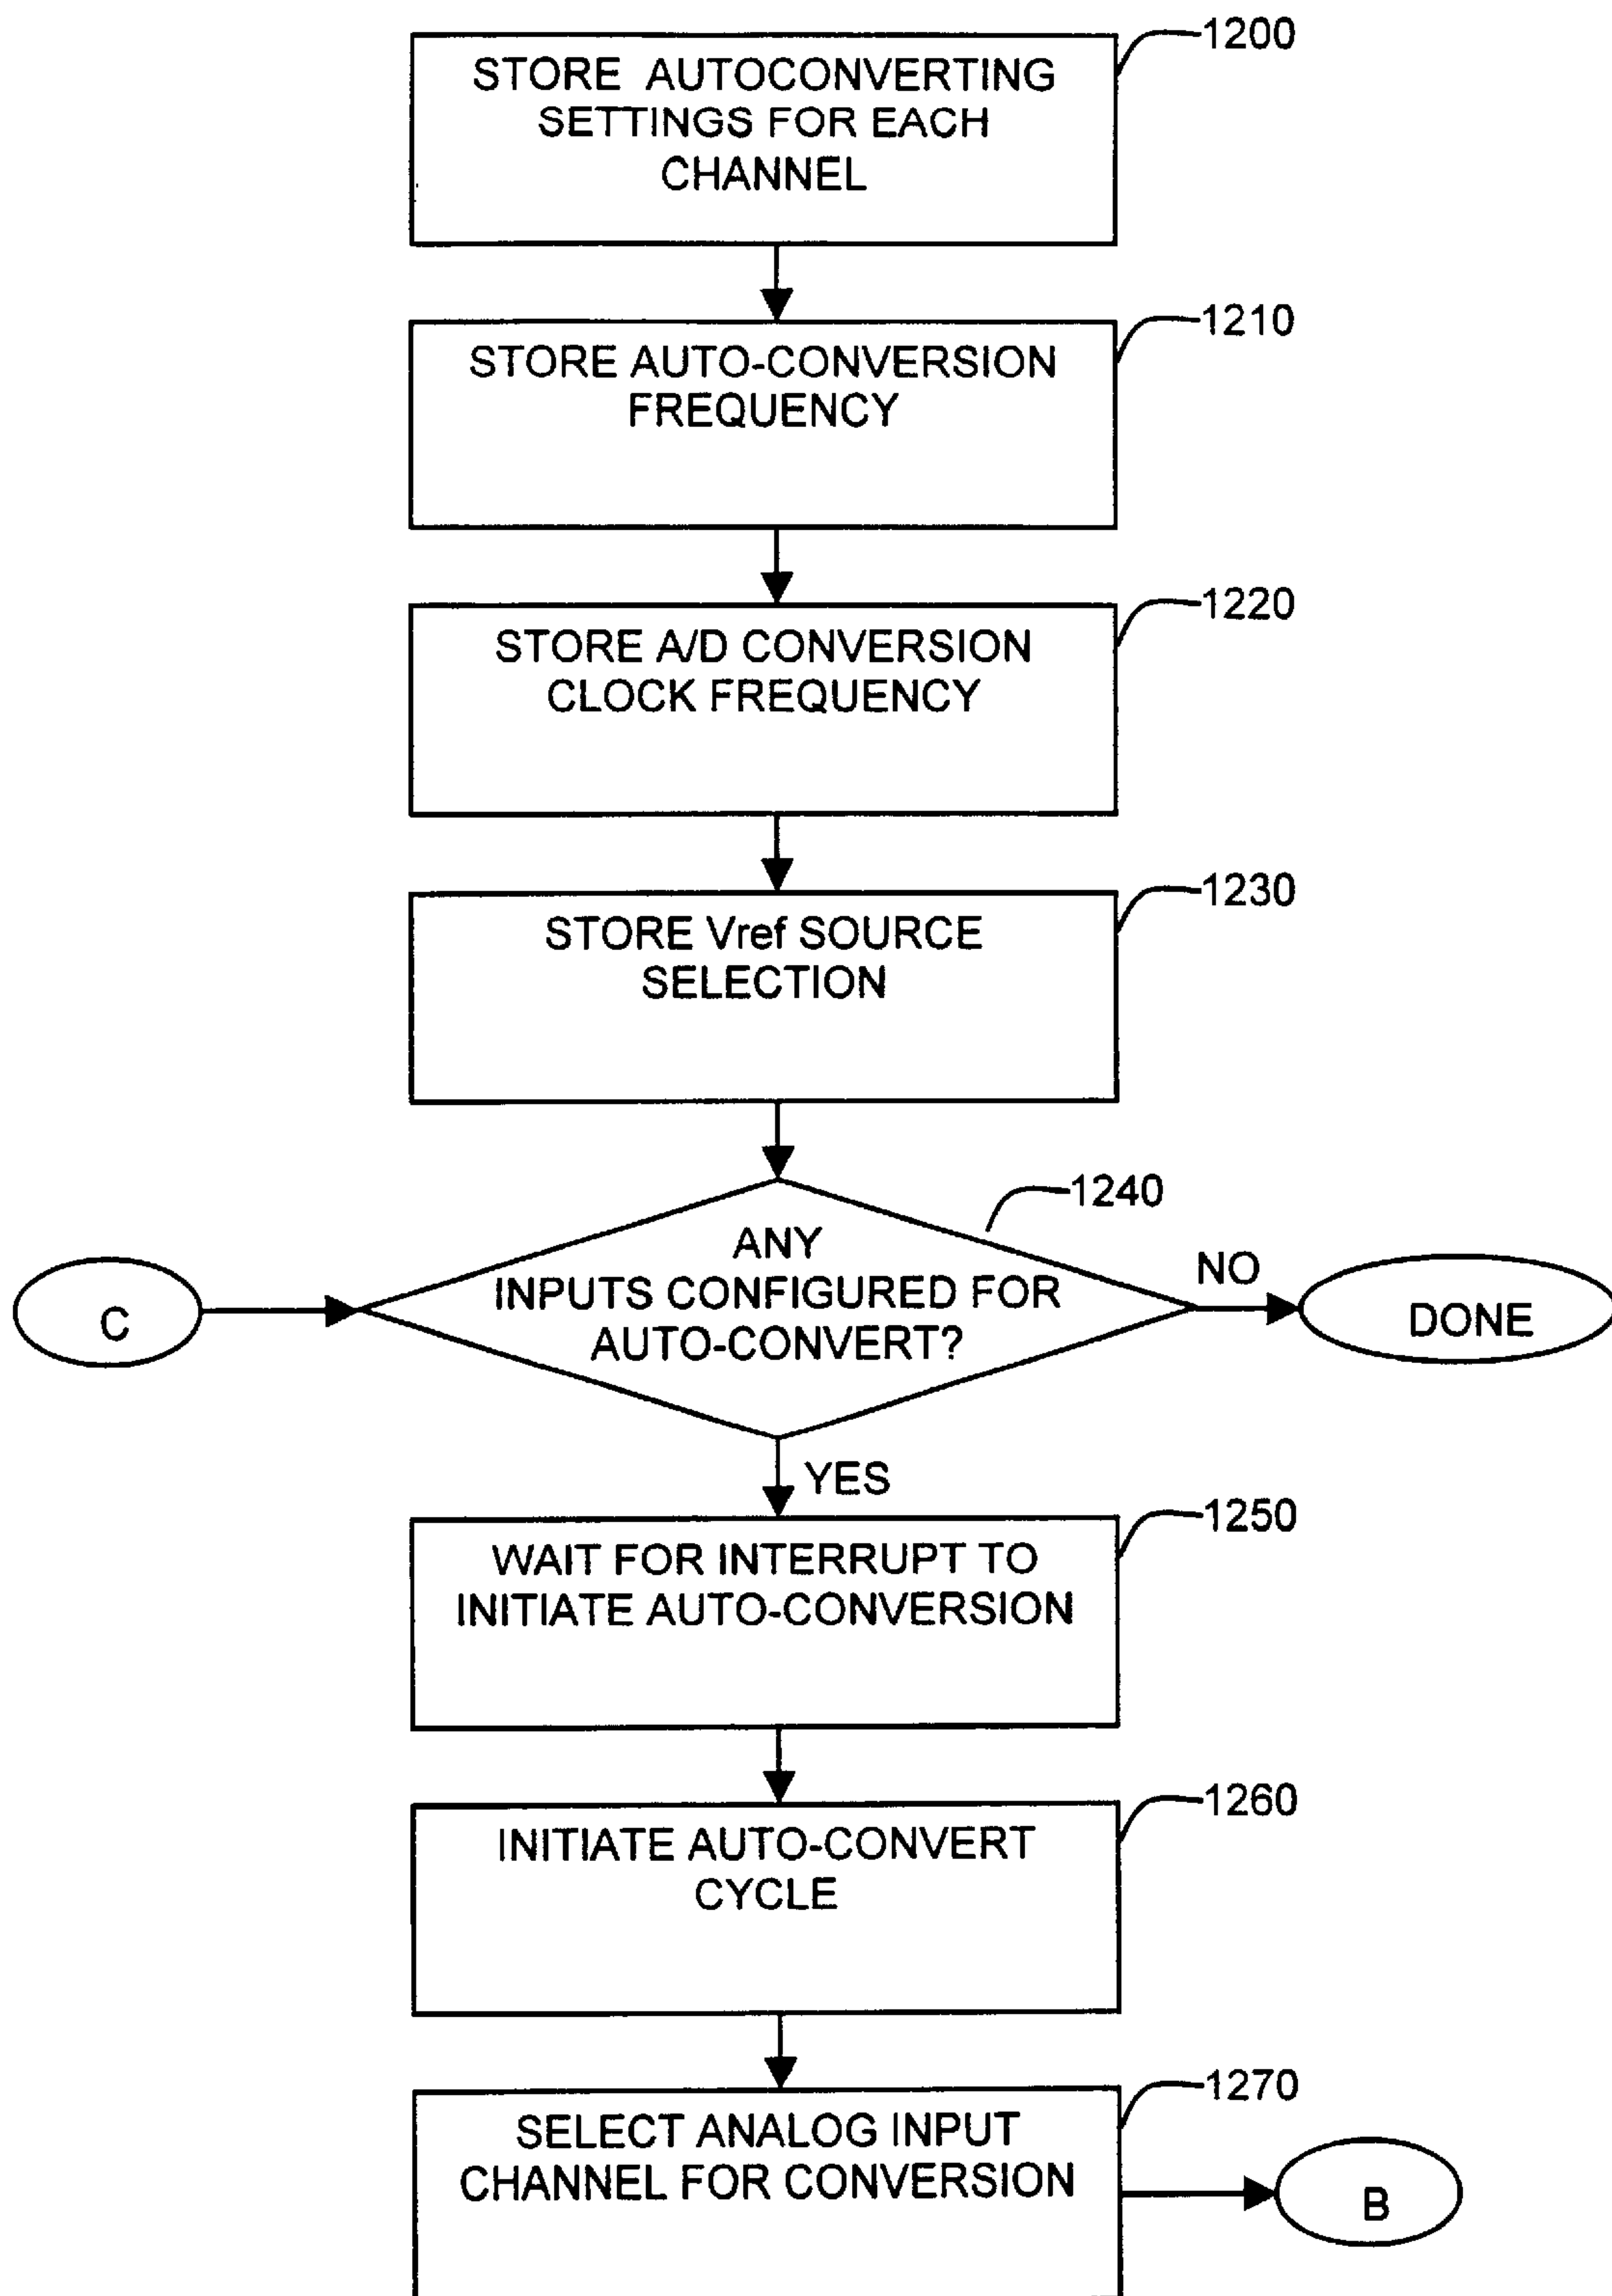 1200
STORE AUTOCONVERTING
SETTINGS FOR EACH
CHANNEL
1210
STORE AUTO-CONVERSION
FREQUENCY
1220
STORE A/D CONVERSION
CLOCK FREQUENCY
1230
STORE Vref SOURCE
SELECTION
1240
ANY
INPUTS CONFIGURED FOR
AUTO-CONVERT?
C
NO
DONE
YES
1250
WAIT FOR INTERRUPT TO
INITIATE AUTO-CONVERSION
1260
INITIATE AUTO-CONVERT
CYCLE
1270
SELECT ANALOG INPUT
CHANNEL FOR CONVERSION
B